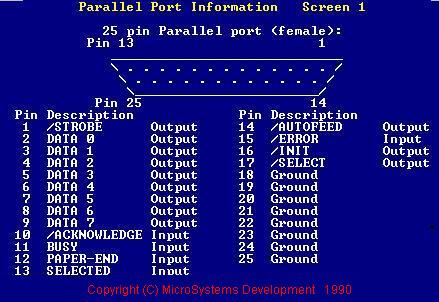 Parallel Port Information Screen 1
25 pin Parallel port (female):
Pin 13 1
Pin 25 14
Pin Description Pin Description
1 /STROBE Output 14 /AUTOFEED Output
2 DATA 0 Output 15 /ERROR Input
3 DATA 1 Output 16 /INIT Output
4 DATA 2 Output 17 /SELECT Output
5 DATA 3 Output 18 Ground
6 DATA 4 Output 19 Ground
7 DATA 5 Output 20 Ground
8 DATA 6 Output 21 Ground
9 DATA 7 Output 22 Ground
10 /ACKNOWLEDGE Input 23 Ground
11 BUSY Input 24 Ground
12 PAPER-END Input 25 Ground
13 SELECTED Input
Copyright (C) MicroSystems Development 1990